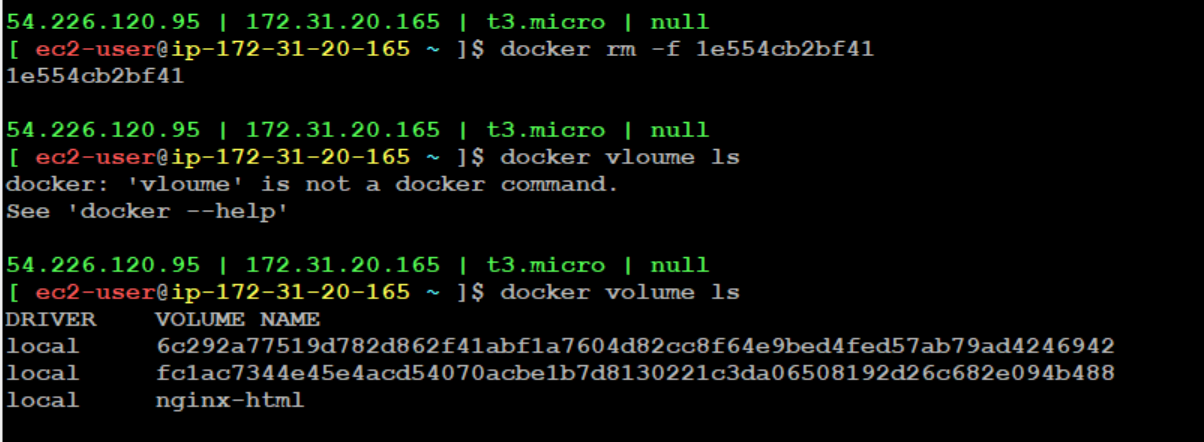 54.226.120.95 | 172.31.20.165 | t3.micro | null
[ ec2-user@ip-172-31-20-165 ~ ]$ docker rm -f 1e554cb2bf41
1e554cb2bf41
54.226.120.95 | 172.31.20.165 | t3.micro | null
[ ec2-user@ip-172-31-20-165 ~ ]$ docker vloume ls
docker: 'vloume' is not a docker command.
See 'docker --help'
54.226.120.95 | 172.31.20.165 | t3.micro | null
[ ec2-user@ip-172-31-20-165 ~ ]$ docker volume ls
DRIVER    VOLUME NAME
local     6c292a77519d782d862f41abf1a7604d82cc8f64e9bed4fed57ab79ad4246942
local     fc1ac7344e45e4acd54070acbe1b7d8130221c3da06508192d26c682e094b488
local     nginx-html